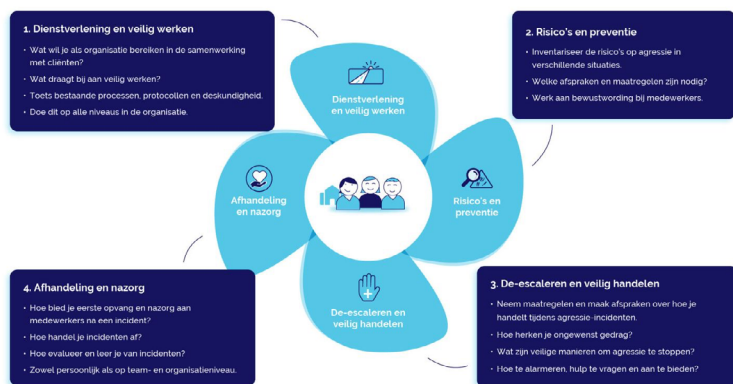 1. Dienstverlening en veilig werken
• Wat wil je als organisatie bereiken in de samenwerking
met cliënten?
• Wat draagt bij aan veilig werken?
• Toets bestaande processen, protocollen en deskundigheid.
• Doe dit op alle niveaus in de organisatie.
2. Risico's en preventie
• Inventariseer de risico's op agressie in
verschillende situaties.
• Welke afspraken en maatregelen zijn nodig?
• Werk aan bewustwording bij medewerkers.
Dienstverlening
en veilig werken
Afhandeling
en nazorg
Risico's en
preventie
De-escaleren en
veilig handelen
4. Afhandeling en nazorg
• Hoe bied je eerste opvang en nazorg aan
medewerkers na een incident?
• Hoe handel je incidenten af?
• Hoe evalueer en leer je van incidenten?
• Zowel persoonlijk als op team- en organisatieniveau.
3. De-escaleren en veilig handelen
• Neem maatregelen en maak afspraken over hoe je
handelt tijdens agressie-incidenten.
• Hoe herken je ongewenst gedrag?
• Wat zijn veilige manieren om agressie te stoppen?
• Hoe te alarmeren, hulp te vragen en aan te bieden?